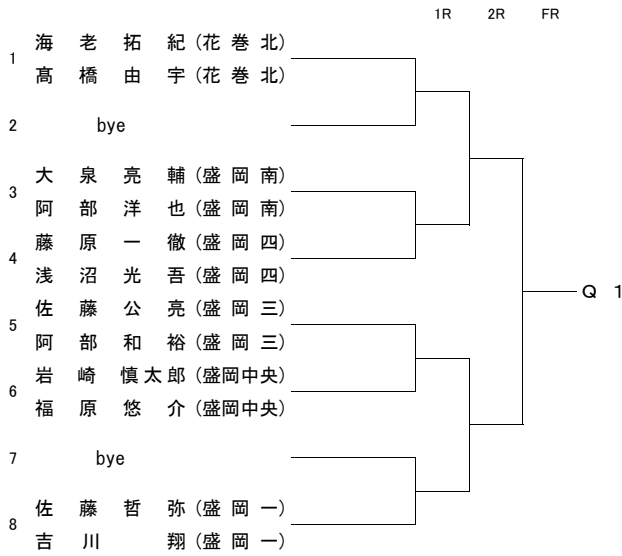 1R 2R FR
海老拓紀(花巻北)
1
髙橋由宇(花巻北)
2 bye
大泉亮輔(盛岡南)
3
阿部洋也(盛岡南)
藤原一徹(盛岡四)
4
浅沼光吾(盛岡四)
Q 1
佐藤公亮(盛岡三)
5
阿部和裕(盛岡三)
岩崎慎太郎(盛岡中央)
6
福原悠介(盛岡中央)
7 bye
佐藤哲弥(盛岡一)
8
吉川翔(盛岡一)